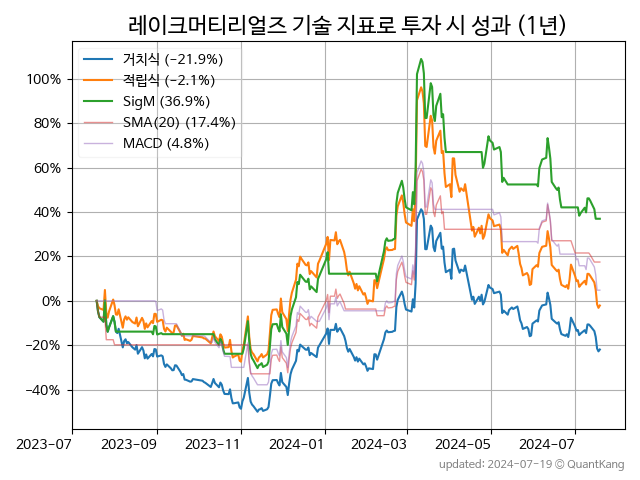 레이크머티리얼즈 기술 지표로 투자 시 성과 (1년)
거치식 (−21.9%)
적립식 (−2.1%)
SigM (36.9%)
SMA(20) (17.4%)
MACD (4.8%)
100%
80%
60%
40%
20%
0%
−20%
−40%
2023-07
2023-09
2023-11
2024-01
2024-03
2024-05
2024-07
updated: 2024-07-19 © QuantKang